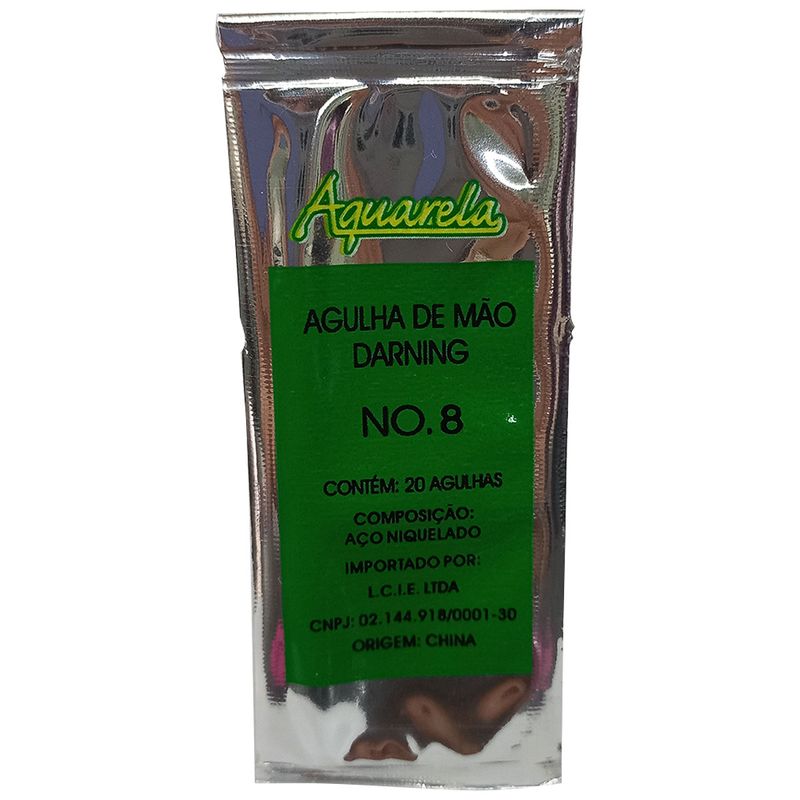 Aquarela
AGULHA DE MÃO
DARNING
NO. 8
CONTÉM: 20 AGULHAS
COMPOSIÇÃO:
AÇO NIQUELADO
IMPORTADO POR:
L.C.I.E. LTDA
CNPJ: 02.144.918/0001-30
ORIGEM: CHINA